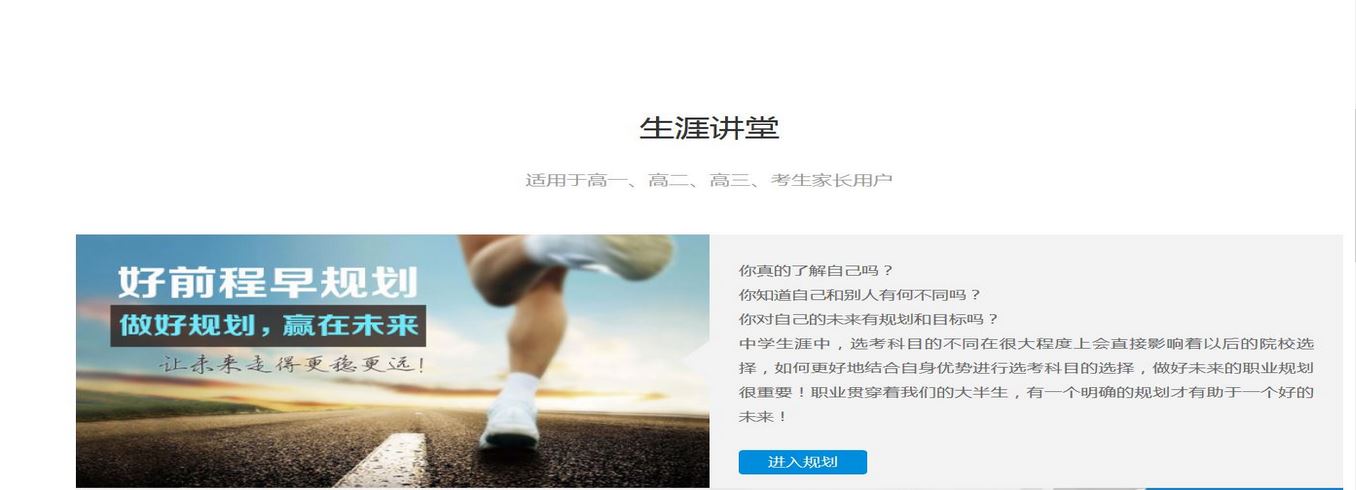 生涯讲堂
适用于高一、高二、高三、考生家长用户
好前程早规划
做好规划，赢在未来
让未来走得更稳更远!
你真的了解自己吗？
你知道自己和别人有何不同吗？
你对自己的未来有规划和目标吗？
中学生涯中，选考科目的不同在很大程度上会直接影响着以后的院校选
择，如何更好地结合自身优势进行选考科目的选择，做好未来的职业规划
很重要！职业贯穿着我们的大半生，有一个明确的规划才有助于一个好的
未来！
进入规划